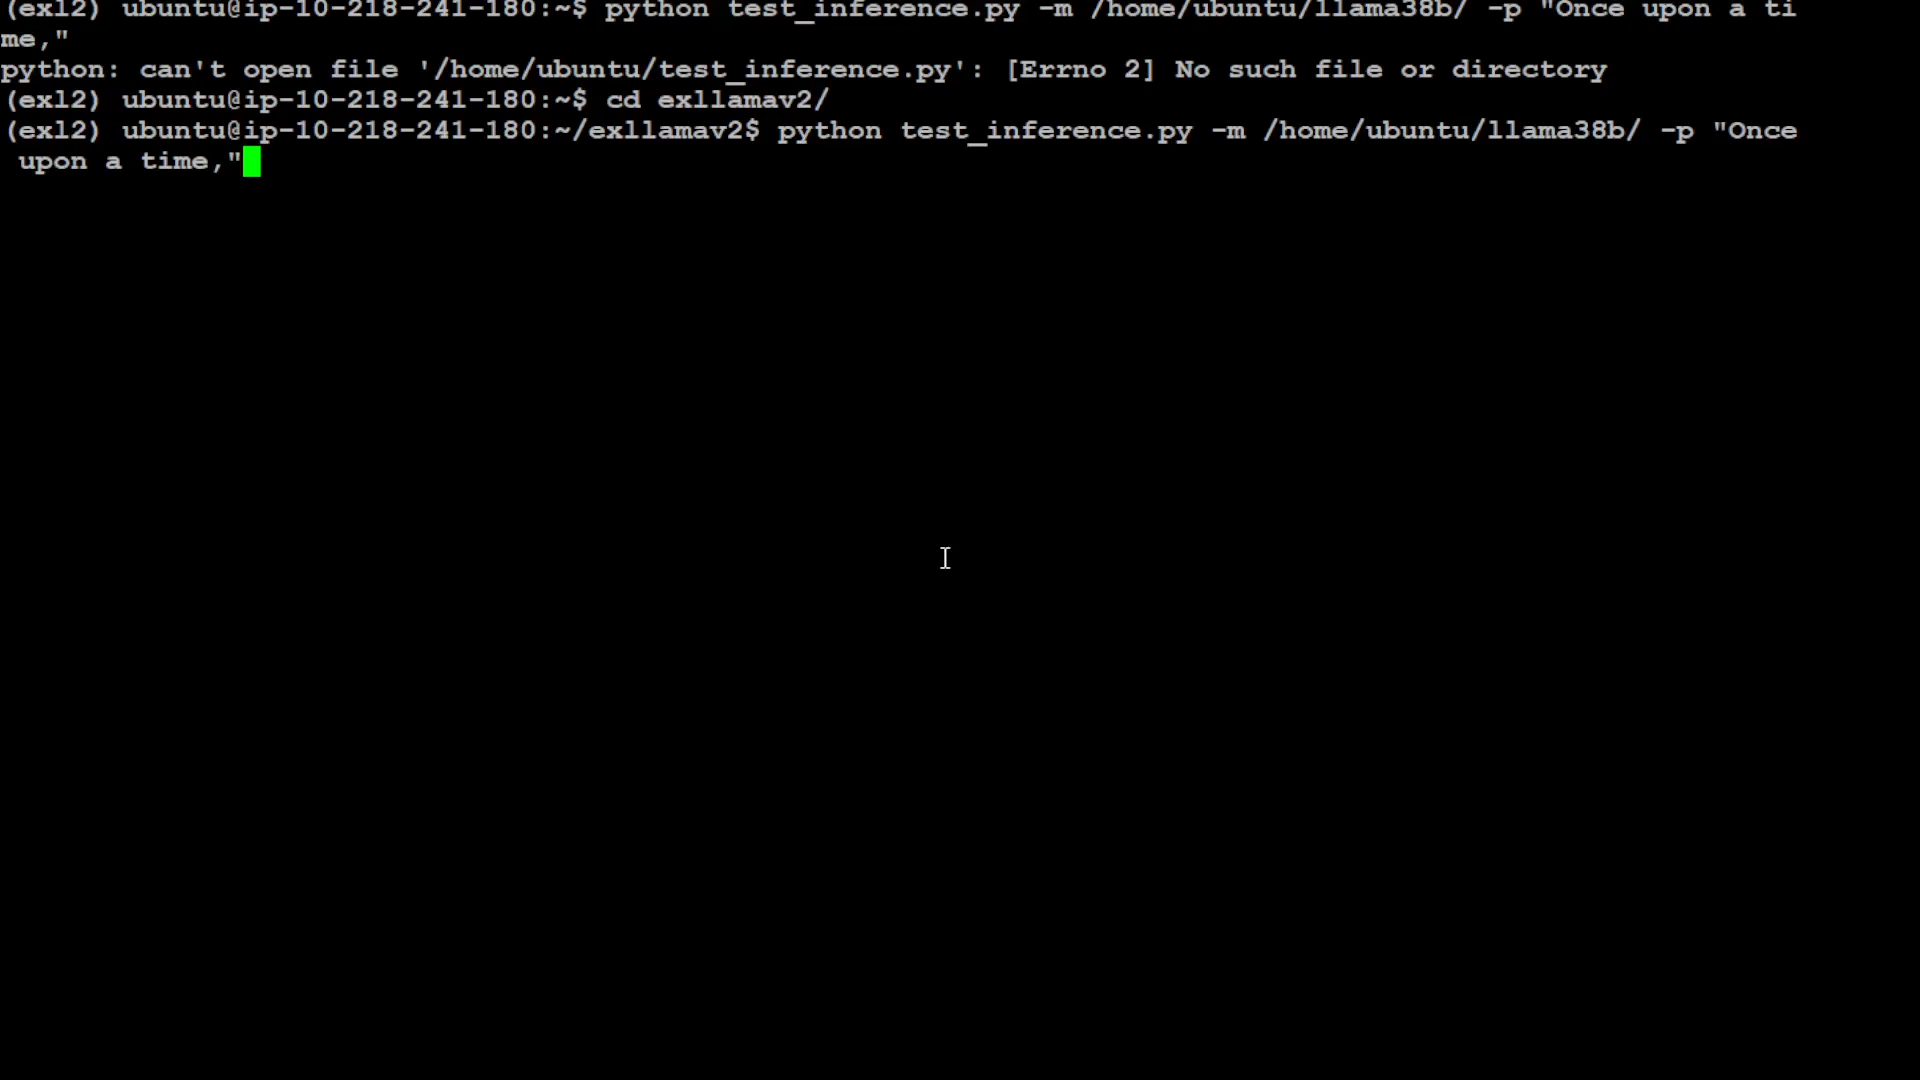 (exl2) ubuntu@ip-10-218-241-180:~$ python test_inference.py -m /home/ubuntu/llama38b/ -p "Once upon a ti
me,"
python: can't open file '/home/ubuntu/test_inference.py': [Errno 2] No such file or directory
(exl2) ubuntu@ip-10-218-241-180:~$ cd exllamav2/
(exl2) ubuntu@ip-10-218-241-180:~/exllamav2$ python test_inference.py -m /home/ubuntu/llama38b/ -p "Once
 upon a time,"